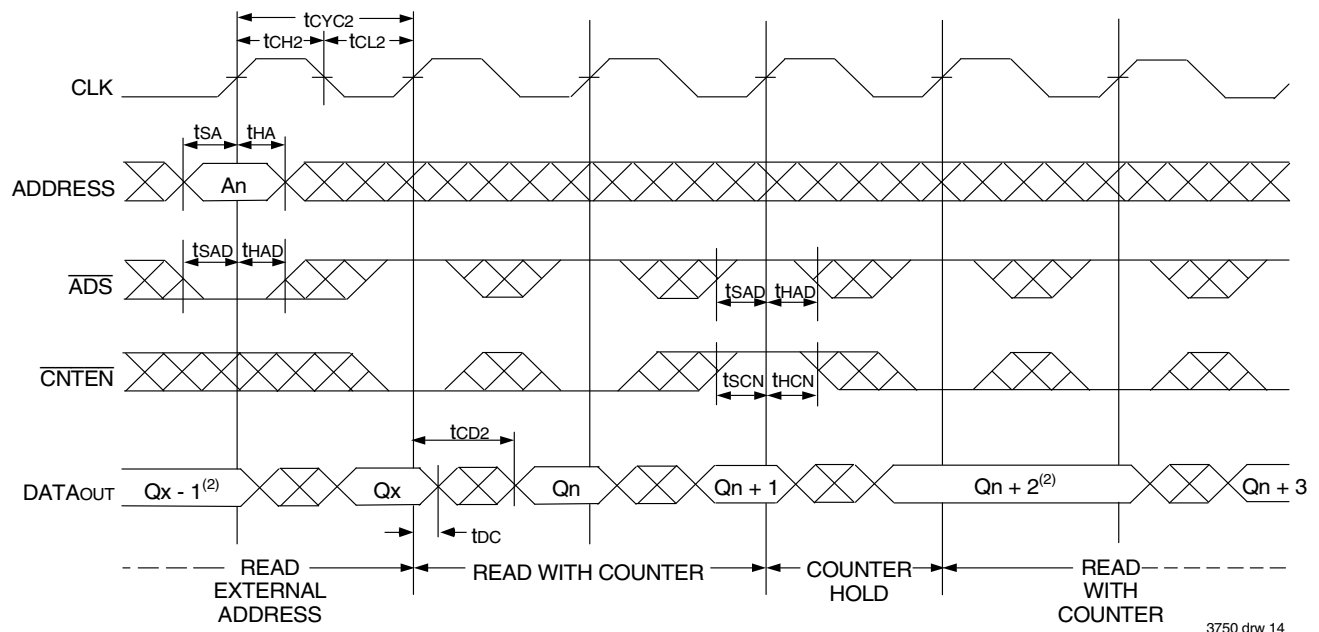 tCYC2
tCH2 tCL2
CLK
tSA tHA
ADDRESS An
tSAD tHAD
ADS
tSAD tHAD
CNTEN
tSCN tHCN
tCD2
DATAOUT Qx - 1(2) Qx Qn Qn + 1 Qn + 2(2) Qn + 3
tDC
READ EXTERNAL ADDRESS
READ WITH COUNTER
COUNTER HOLD
READ WITH COUNTER
3750 drw 14